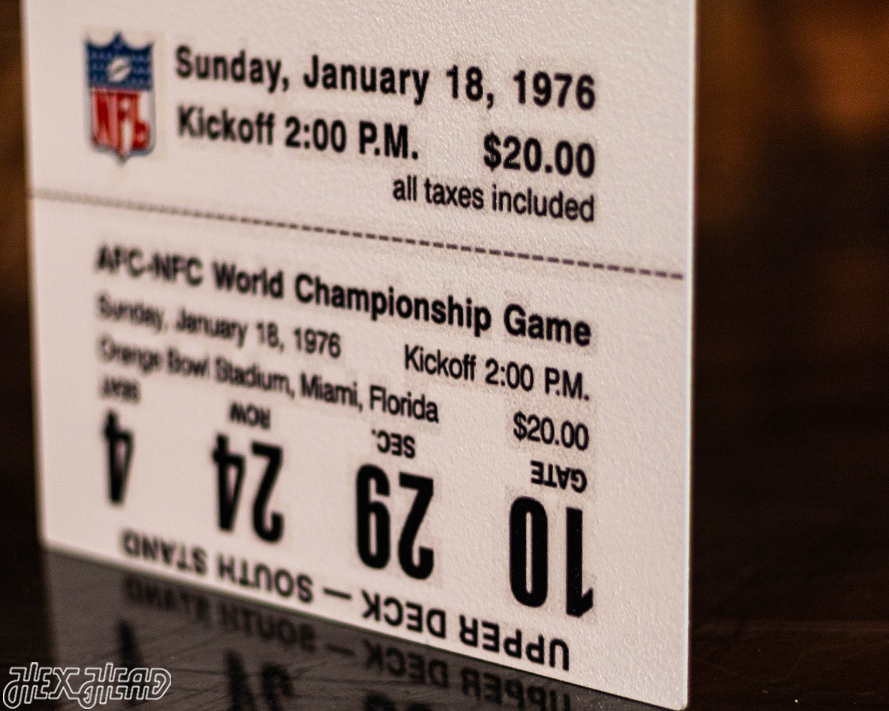 NFL
Sunday, January 18, 1976
Kickoff 2:00 P.M. $20.00
all taxes included
AFC-NFC World Championship Game
Sunday, January 18, 1976 Kickoff 2:00 P.M.
Orange Bowl Stadium, Miami, Florida $20.00
UPPER DECK — SOUTH STAND
10 29 24 4
GATE SEC. ROW SEAT
HEX HEAD